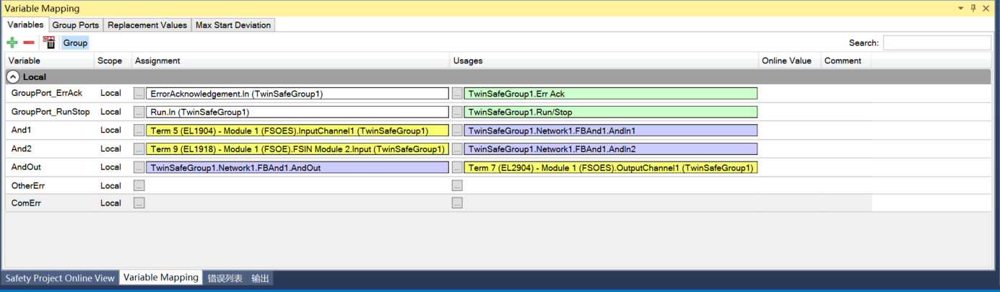 Variable Mapping
Variables Group Ports Replacement Values Max Start Deviation
Group Search:
Variable Scope Assignment Usages Online Value Comment
Local
GroupPort_ErrAck Local ... ErrorAcknowledgement.In (TwinSafeGroup1) ... TwinSafeGroup1.Err Ack
GroupPort_RunStop Local ... Run.In (TwinSafeGroup1) ... TwinSafeGroup1.Run/Stop
And1 Local ... Term 5 (EL1904) - Module 1 (FSOES).InputChannel1 (TwinSafeGroup1) ... TwinSafeGroup1.Network1.FBAnd1.AndIn1
And2 Local ... Term 9 (EL1918) - Module 1 (FSOE).FSIN Module 2.Input (TwinSafeGroup1) ... TwinSafeGroup1.Network1.FBAnd1.AndIn2
AndOut Local ... TwinSafeGroup1.Network1.FBAnd1.AndOut ... Term 7 (EL2904) - Module 1 (FSOES).OutputChannel1 (TwinSafeGroup1)
OtherErr Local ... ...
ComErr Local ... ...
Safety Project Online View Variable Mapping 错误列表 输出